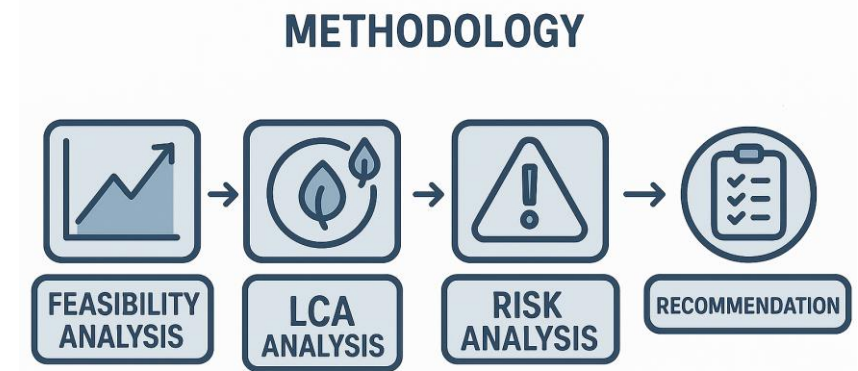 METHODOLOGY
FEASIBILITY
ANALYSIS
LCA
ANALYSIS
RISK
ANALYSIS
RECOMMENDATION